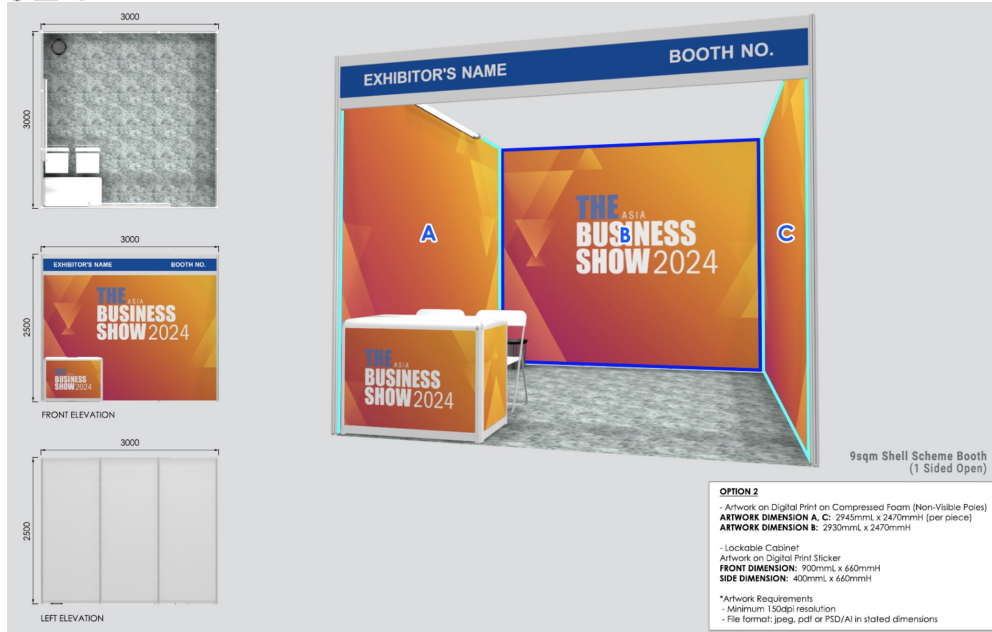 3000
3000
3000
EXHIBITOR'S NAME BOOTH NO.
THE ASIA
BUSINESS
SHOW 2024
THE ASIA
BUSINESS
SHOW 2024
2500
FRONT ELEVATION
3000
2500
LEFT ELEVATION
EXHIBITOR'S NAME BOOTH NO.
A
THE ASIA
BUSINESS
SHOW 2024
B
C
THE ASIA
BUSINESS
SHOW 2024
9sqm Shell Scheme Booth
(1 Sided Open)
OPTION 2
- Artwork on Digital Print on Compressed Foam (Non-Visible Poles)
ARTWORK DIMENSION A, C: 2945mmL x 2470mmH (per piece)
ARTWORK DIMENSION B: 2930mmL x 2470mmH
- Lockable Cabinet
Artwork on Digital Print Sticker
FRONT DIMENSION: 900mmL x 660mmH
SIDE DIMENSION: 400mmL x 660mmH
*Artwork Requirements
- Minimum 150dpi resolution
- File format: jpeg, pdf or PSD/AI in stated dimensions